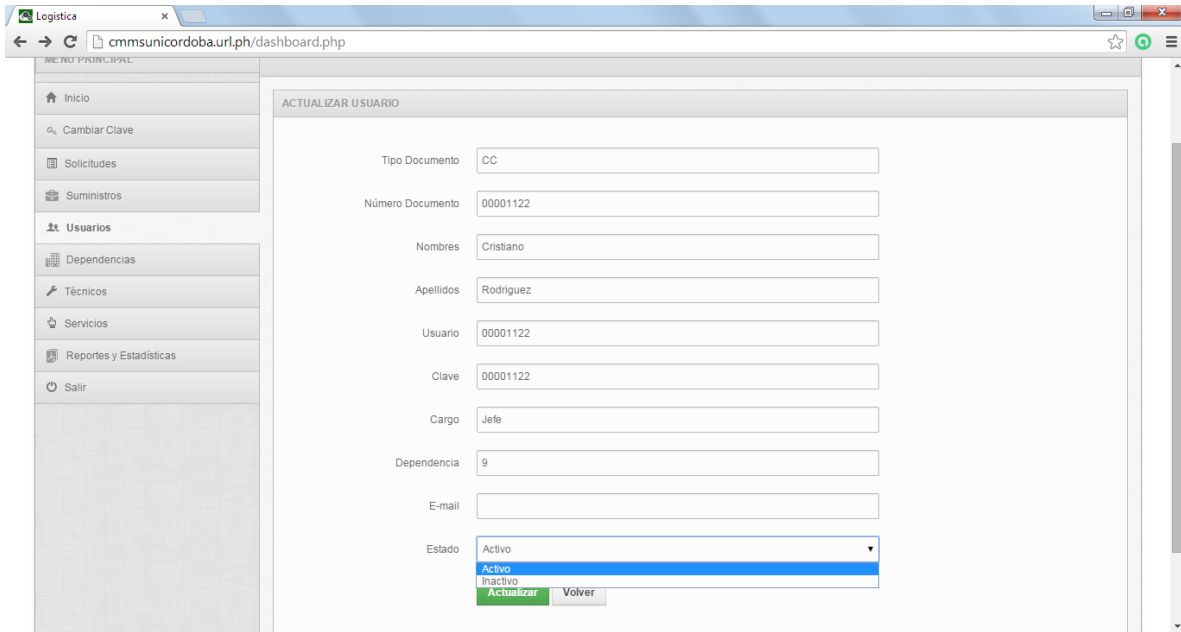 Logistica
cmmsunicordoba.url.ph/dashboard.php
MENÚ PRINCIPAL
Inicio
Cambiar Clave
Solicitudes
Suministros
Usuarios
Dependencias
Técnicos
Servicios
Reportes y Estadísticas
Salir
ACTUALIZAR USUARIO
Tipo Documento CC
Número Documento 00001122
Nombres Cristiano
Apellidos Rodriguez
Usuario 00001122
Clave 00001122
Cargo Jefe
Dependencia 9
E-mail
Estado Activo
Activo
Inactivo
Actualizar Volver